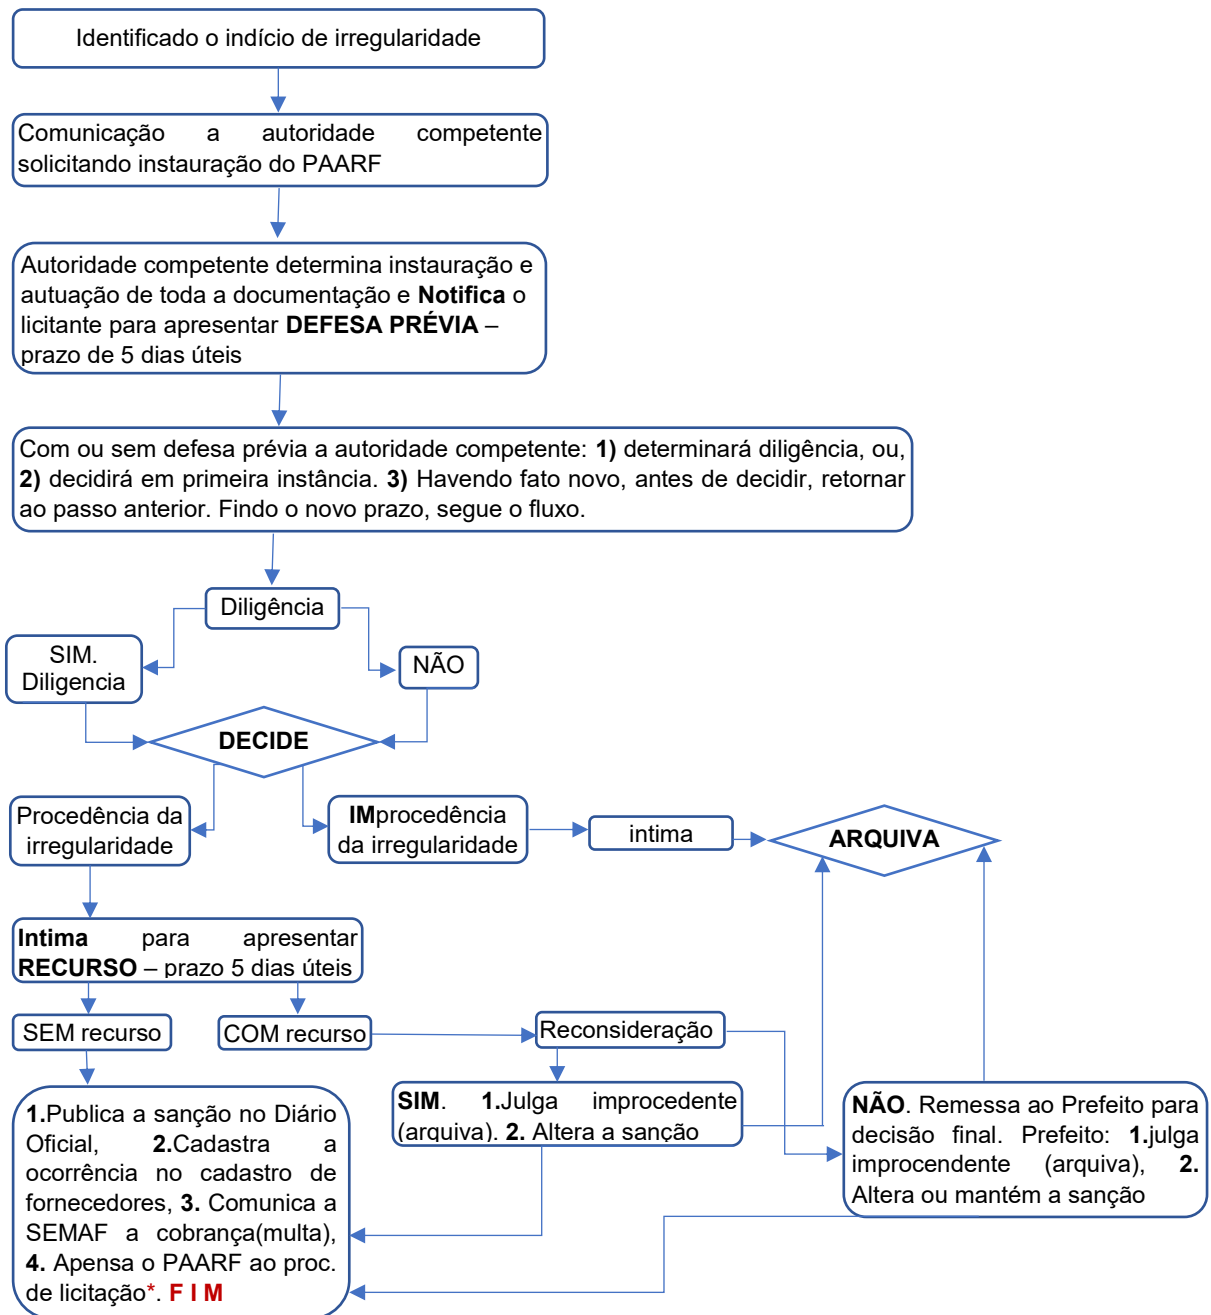 Identificado o indício de irregularidade
Comunicação a autoridade competente
solicitando instauração do PAARF
Autoridade competente determina instauração e
autuação de toda a documentação e Notifica o
licitante para apresentar DEFESA PRÉVIA –
prazo de 5 dias úteis
Com ou sem defesa prévia a autoridade competente: 1) determinará diligência, ou,
2) decidirá em primeira instância. 3) Havendo fato novo, antes de decidir, retornar
ao passo anterior. Findo o novo prazo, segue o fluxo.
Diligência
SIM.
Diligencia
NÃO
DECIDE
Procedência da
irregularidade
IMprocedência
da irregularidade
intima
ARQUIVA
Intima para apresentar
RECURSO – prazo 5 dias úteis
SEM recurso
COM recurso
Reconsideração
1.Publica a sanção no Diário
Oficial, 2.Cadastra a
ocorrência no cadastro de
fornecedores, 3. Comunica a
SEMAF a cobrança(multa),
4. Apensa o PAARF ao proc.
de licitação*. F I M
SIM. 1.Julga improcedente
(arquiva). 2. Altera a sanção
NÃO. Remessa ao Prefeito para
decisão final. Prefeito: 1.julga
improcendente (arquiva), 2.
Altera ou mantém a sanção